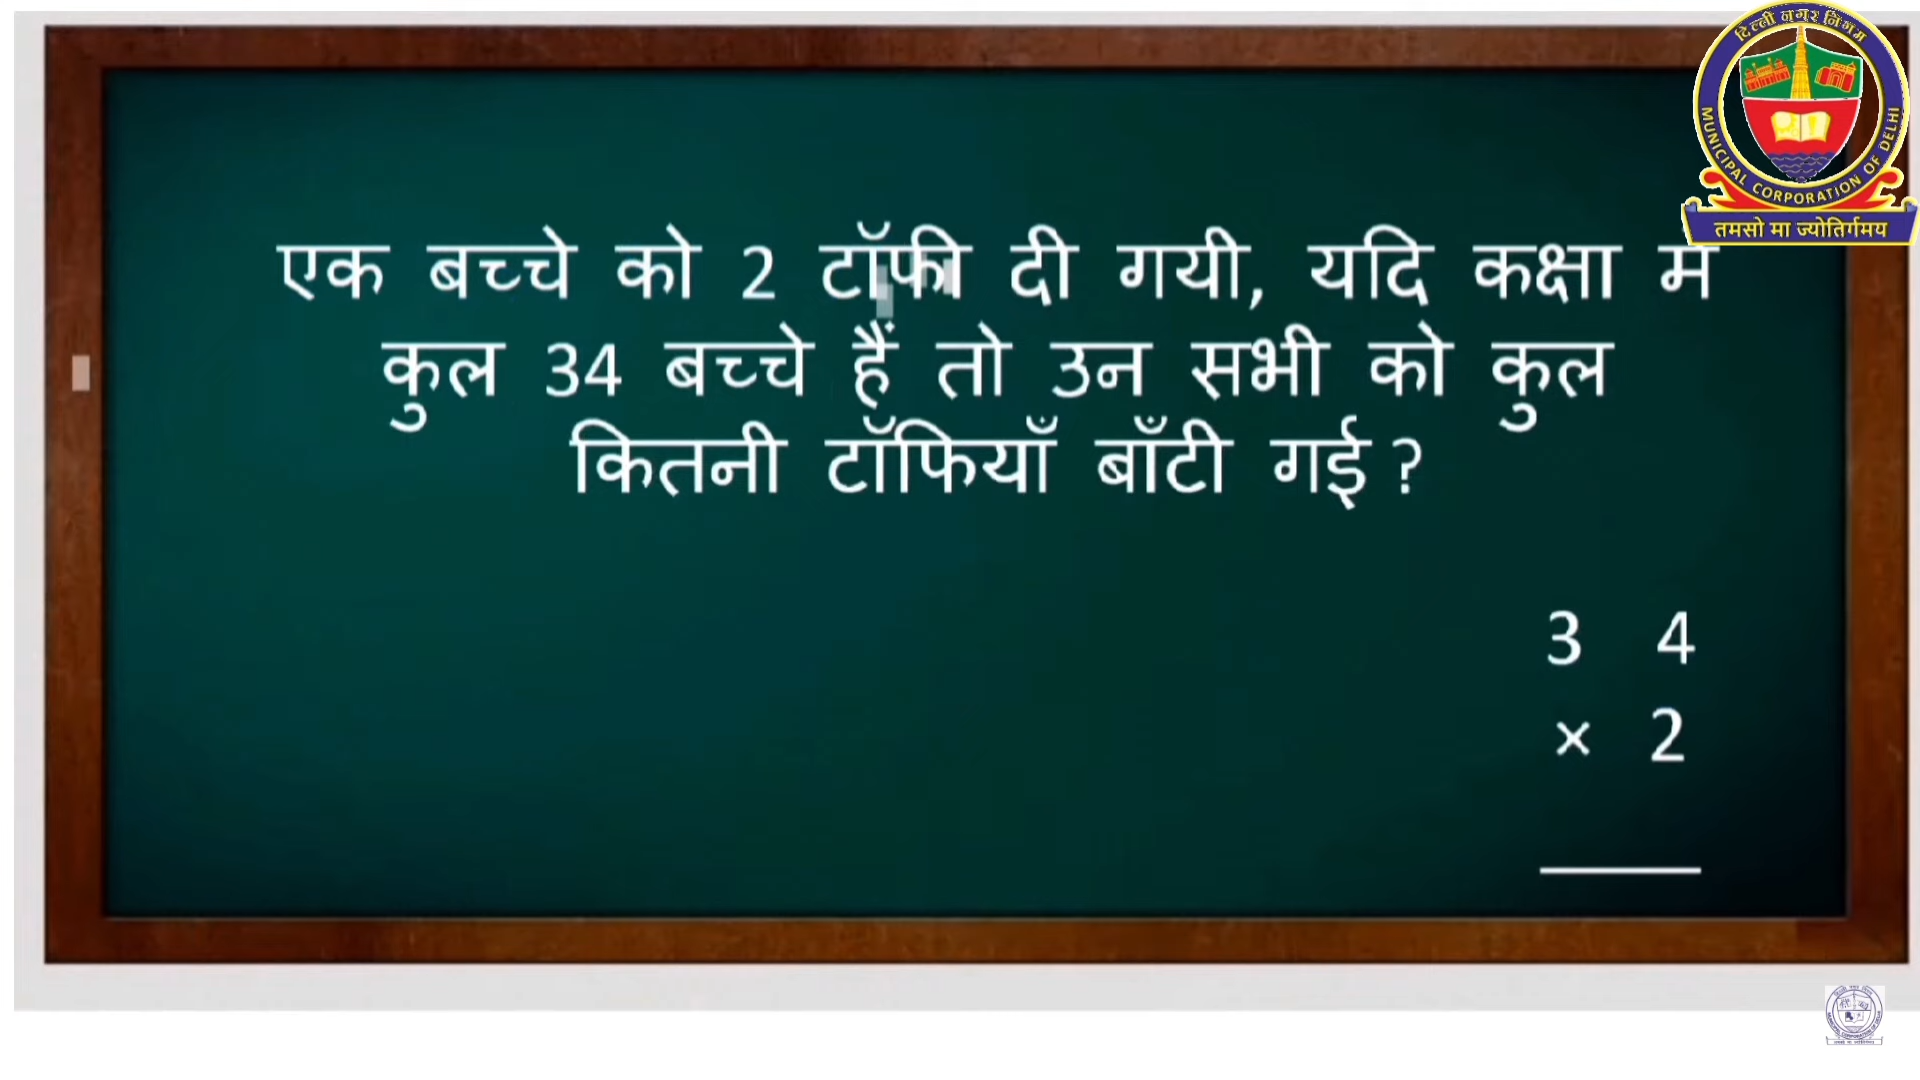 दिल्ली नगर निगम
MUNICIPAL CORPORATION OF DELHI
तमसो मा ज्योतिर्गमय
एक बच्चे को 2 टॉफी दी गयी, यदि कक्षा में
कुल 34 बच्चे हैं तो उन सभी को कुल
कितनी टॉफियाँ बाँटी गई ?
3 4
× 2